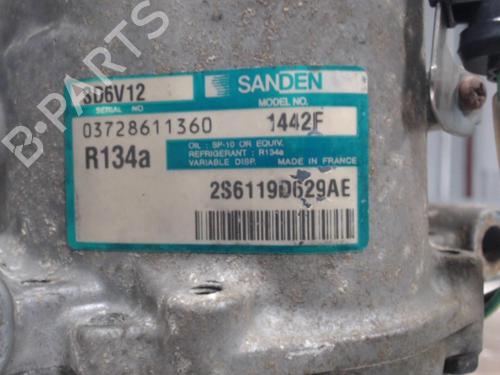 SD6V12
SANDEN
SERIAL NO
MODEL NO.
03728611360
1442F
R134a
OIL : SP-10 OR EQUIV.
REFRIGERANT : R134a
VARIABLE DISP. MADE IN FRANCE
2S6119D629AE
B-PARTS